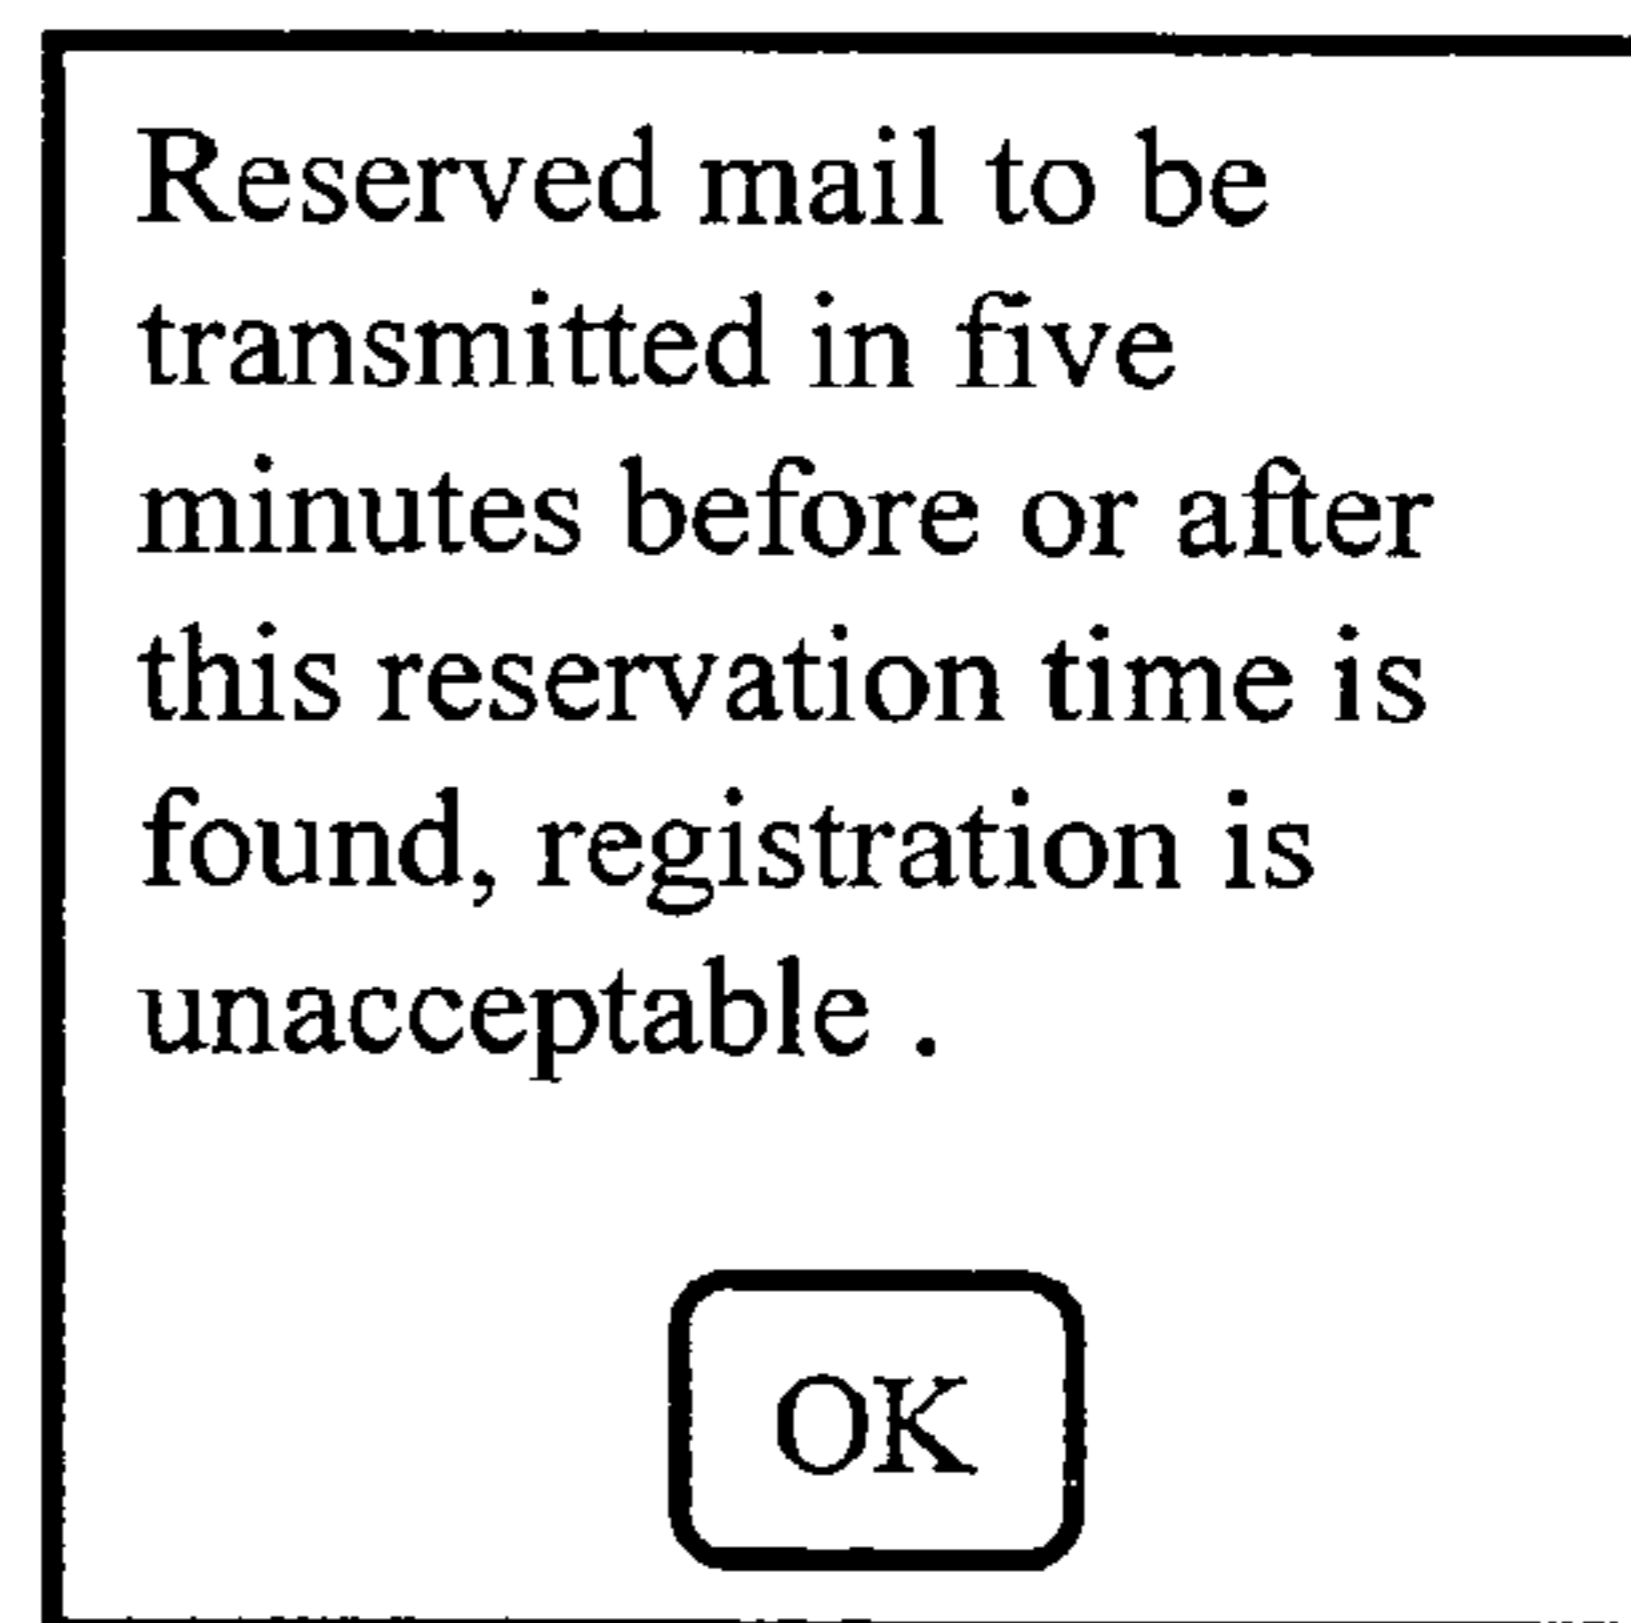 Reserved mail to be
transmitted in five
minutes before or after
this reservation time is
found, registration is
unacceptable .
OK